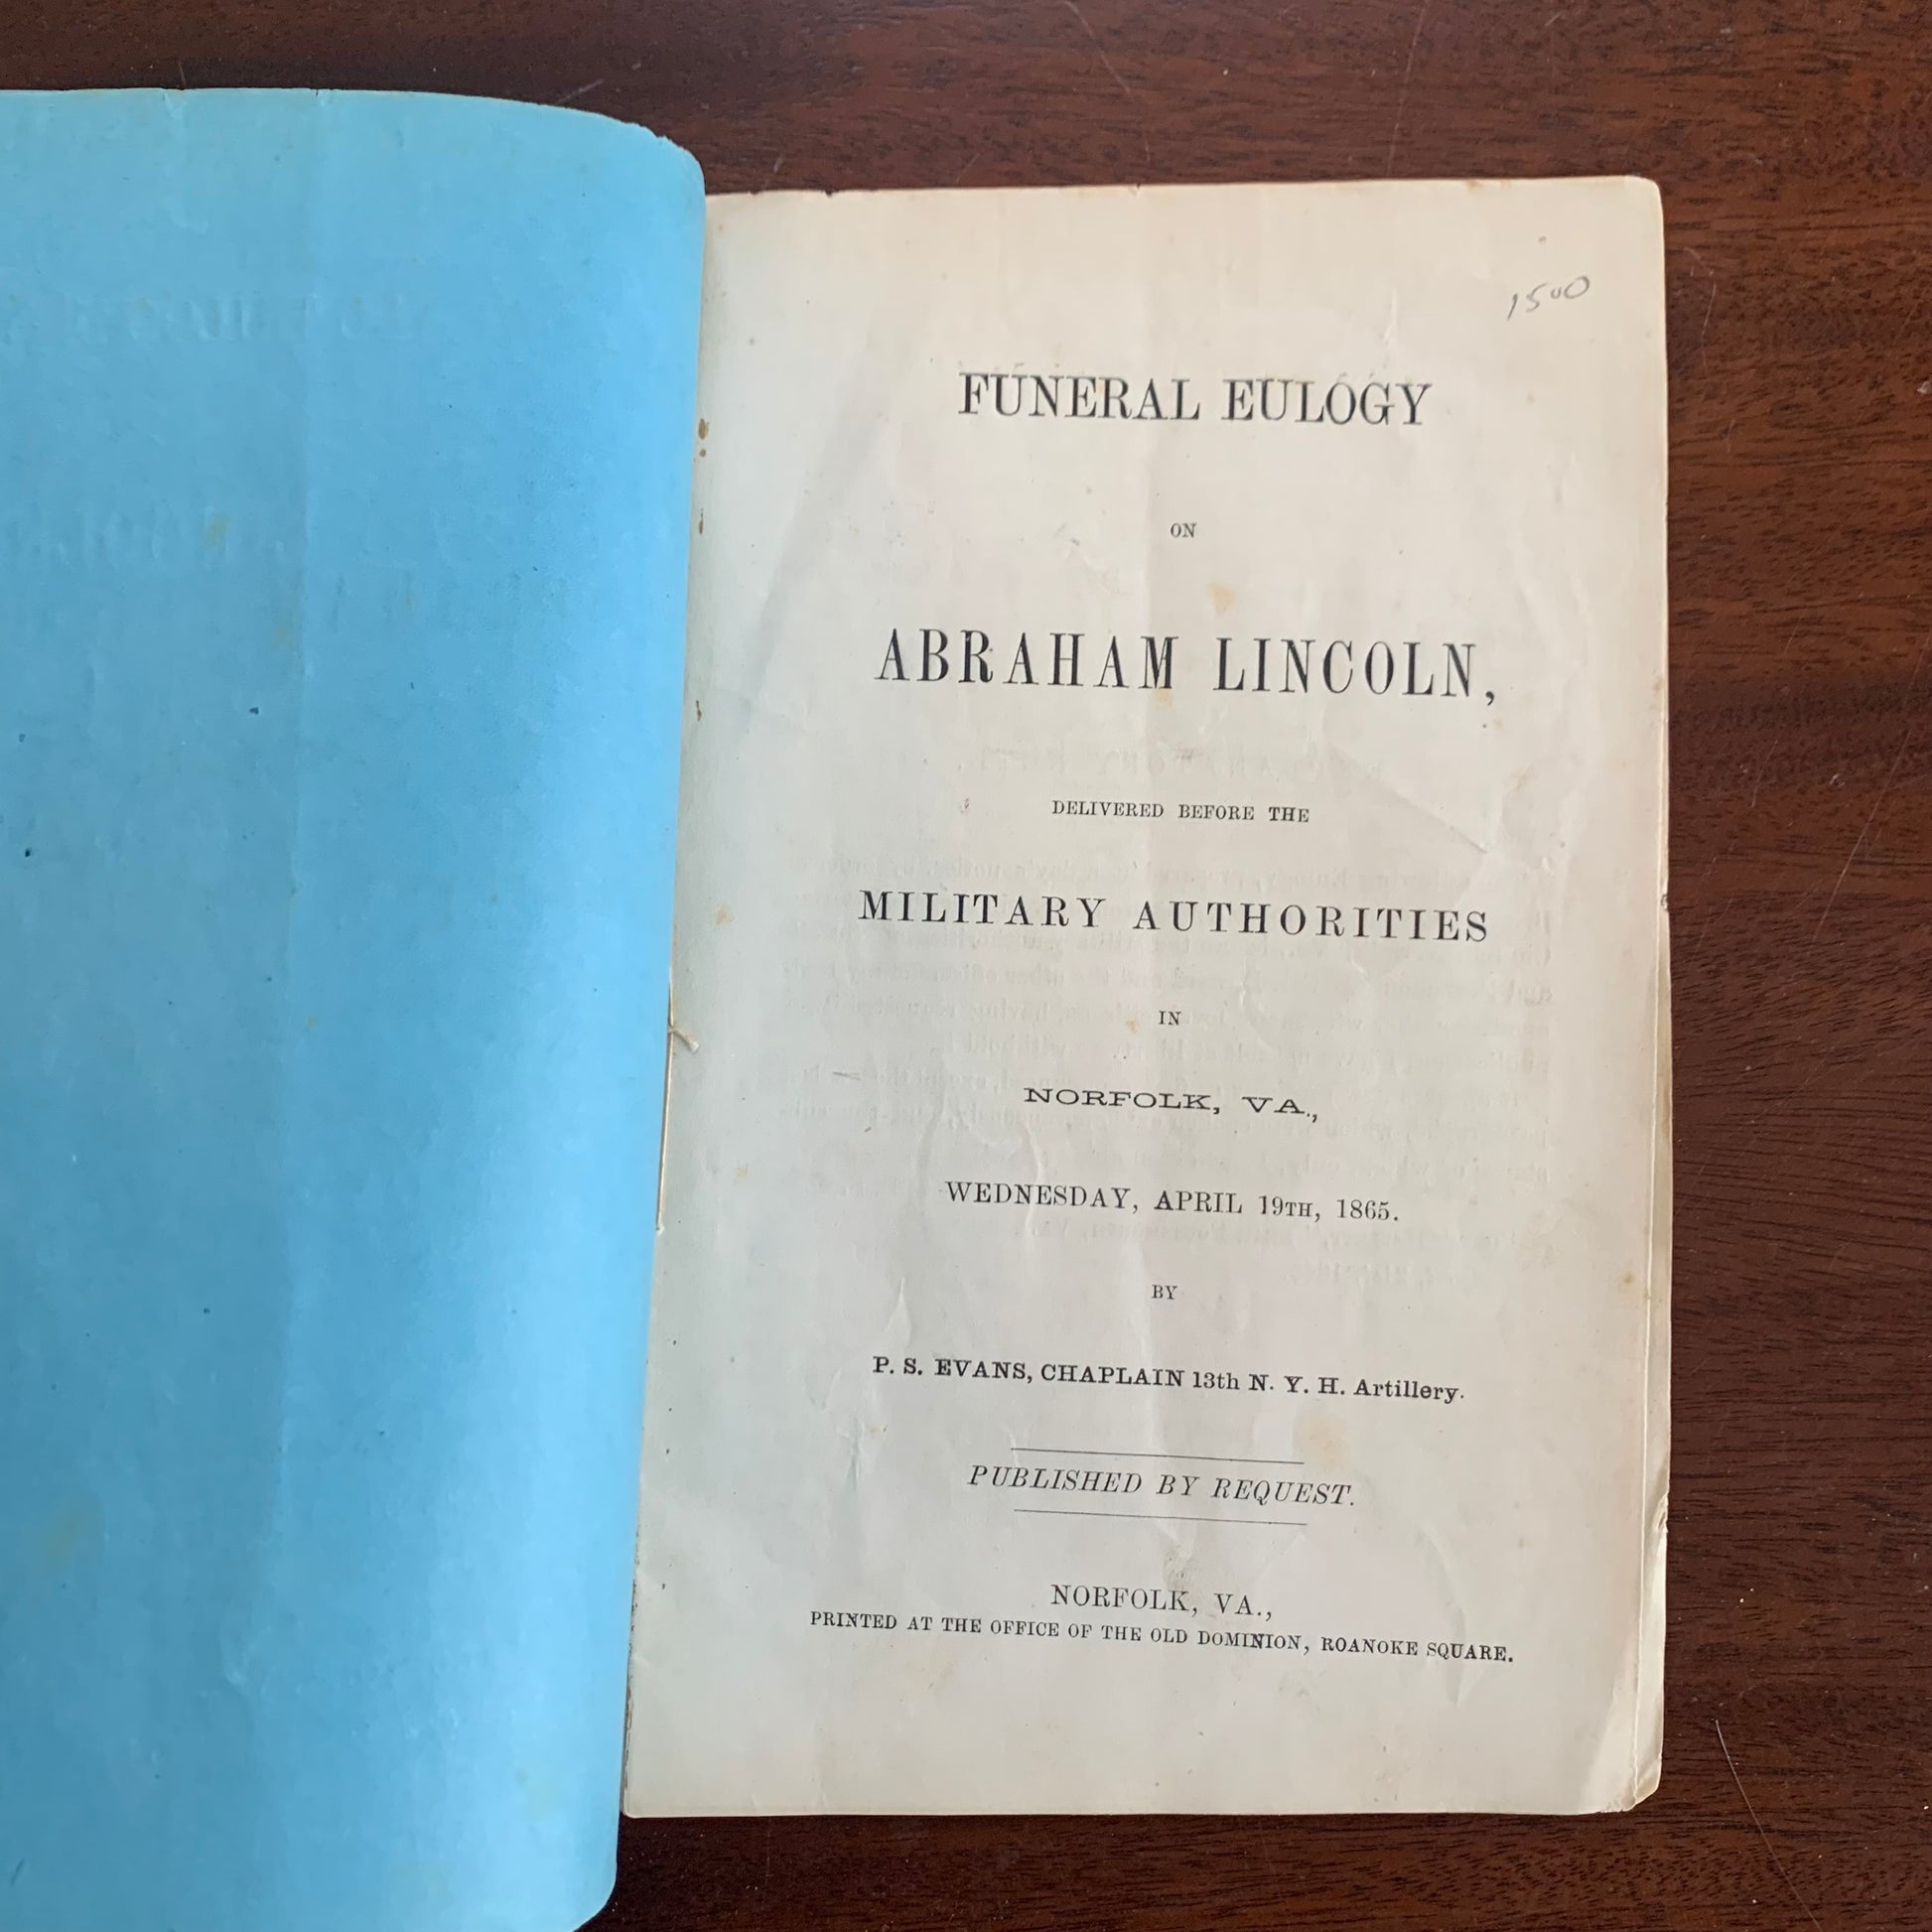 1500
FUNERAL EULOGY
ON
ABRAHAM LINCOLN,
DELIVERED BEFORE THE
MILITARY AUTHORITIES
IN
NORFOLK, VA.,
WEDNESDAY, APRIL 19TH, 1865.
BY
P. S. EVANS, CHAPLAIN 13th N. Y. H. Artillery.
PUBLISHED BY REQUEST.
NORFOLK, VA.,
PRINTED AT THE OFFICE OF THE OLD DOMINION, ROANOKE SQUARE.